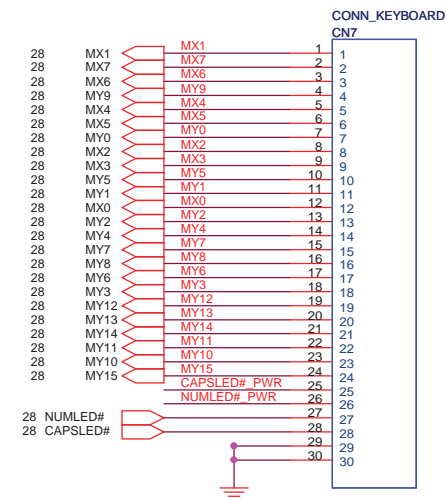 CONN_KEYBOARD
CN7
28 MX1 MX1 1 1
28 MX7 MX7 2 2
28 MX6 MX6 3 3
28 MY9 MY9 4 4
28 MX4 MX4 5 5
28 MX5 MX5 6 6
28 MY0 MY0 7 7
28 MX2 MX2 8 8
28 MX3 MX3 9 9
28 MY5 MY5 10 10
28 MY1 MY1 11 11
28 MX0 MX0 12 12
28 MY2 MY2 13 13
28 MY4 MY4 14 14
28 MY7 MY7 15 15
28 MY8 MY8 16 16
28 MY6 MY6 17 17
28 MY3 MY3 18 18
28 MY12 MY12 19 19
28 MY13 MY13 20 20
28 MY14 MY14 21 21
28 MY11 MY11 22 22
28 MY10 MY10 23 23
28 MY15 MY15 24 24
CAPSLED#_PWR 25 25
NUMLED#_PWR 26 26
28 NUMLED# 27 27
28 CAPSLED# 28 28
29 29
30 30